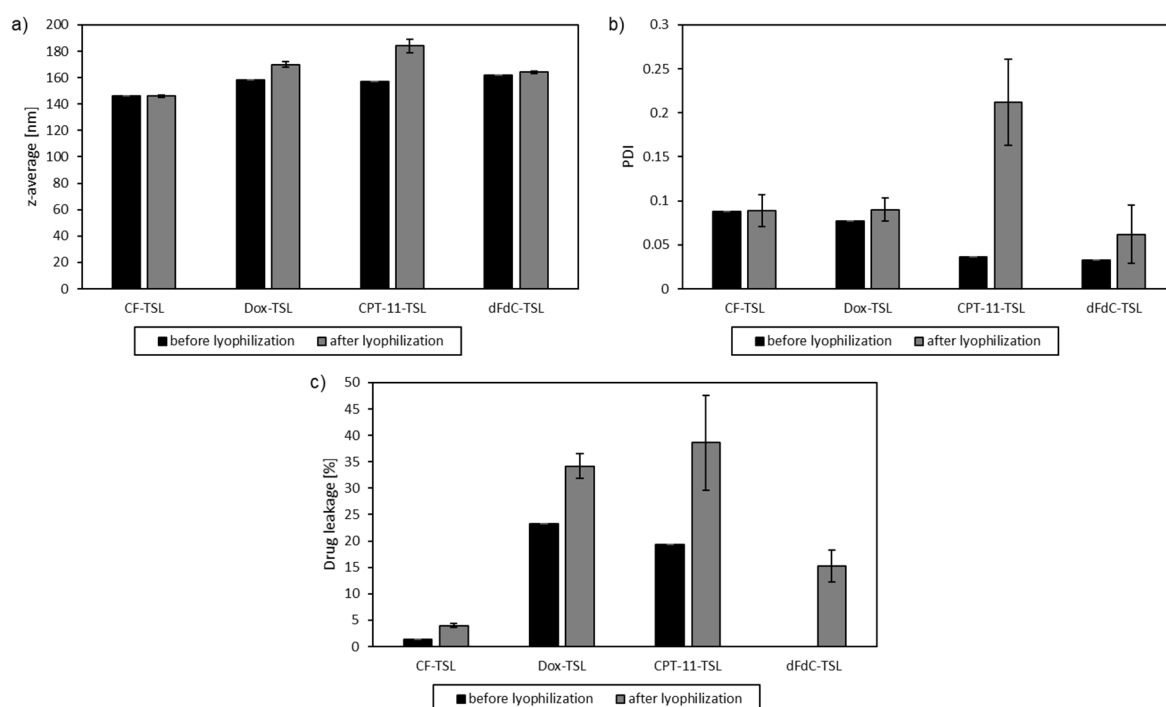 a)
200
180
160
140
120
100
80
60
40
20
0
z-average [nm]
CF-TSL Dox-TSL CPT-11-TSL dFdC-TSL
before lyophilization after lyophilization
b)
0.3
0.25
0.2
0.15
0.1
0.05
0
PDI
CF-TSL Dox-TSL CPT-11-TSL dFdC-TSL
before lyophilization after lyophilization
c)
50
45
40
35
30
25
20
15
10
5
0
Drug leakage [%]
CF-TSL Dox-TSL CPT-11-TSL dFdC-TSL
before lyophilization after lyophilization